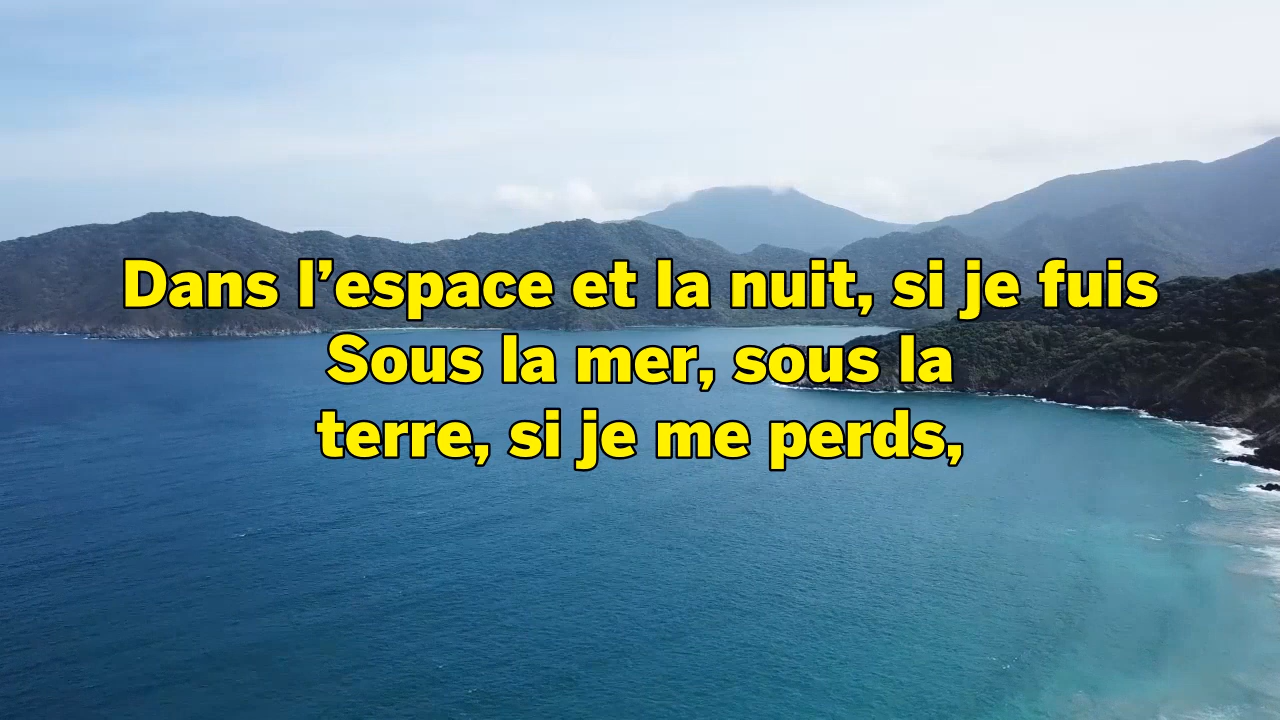 Dans l’espace et la nuit, si je fuis
Sous la mer, sous la
terre, si je me perds,